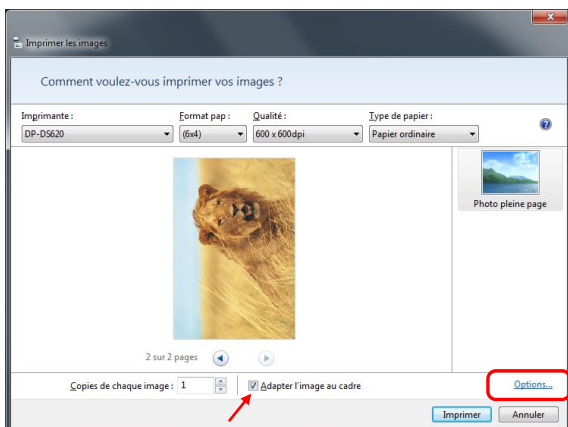 Imprimer les images
Comment voulez-vous imprimer vos images ?
Imprimante : Format pap : Qualité : Type de papier :
DP-DS620 (6x4) 600 x 600dpi Papier ordinaire
Photo pleine page
2 sur 2 pages
Copies de chaque image : 1 Adapter l'image au cadre Options...
Imprimer Annuler